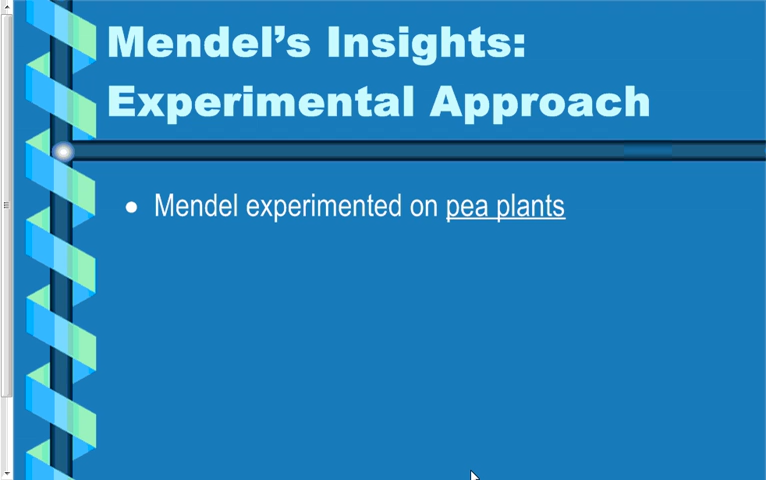 Mendel’s Insights:
Experimental Approach
● Mendel experimented on pea plants